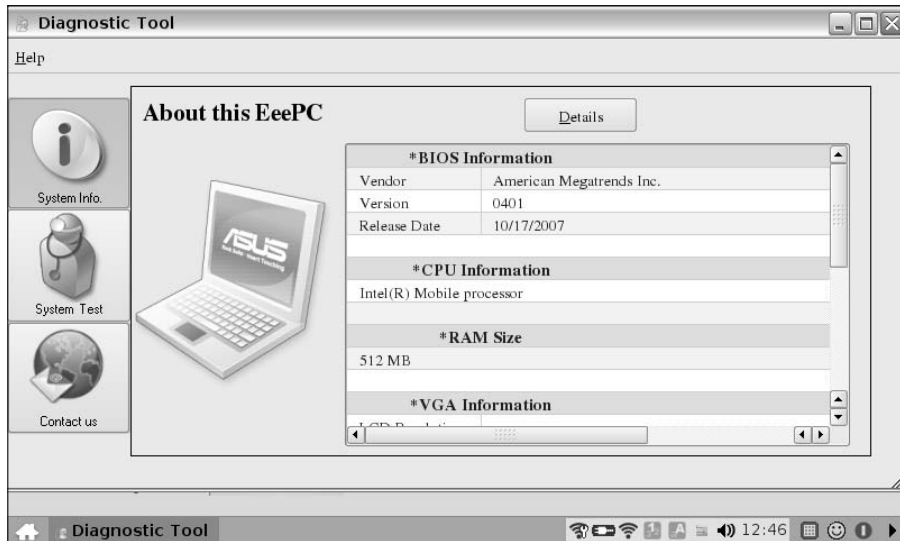 Diagnostic Tool
Help
About this EeePC
Details
System Info.
System Test
Contact us
ASUS
*BIOS Information
Vendor American Megatrends Inc.
Version 0401
Release Date 10/17/2007
*CPU Information
Intel(R) Mobile processor
*RAM Size
512 MB
*VGA Information
Diagnostic Tool
12:46